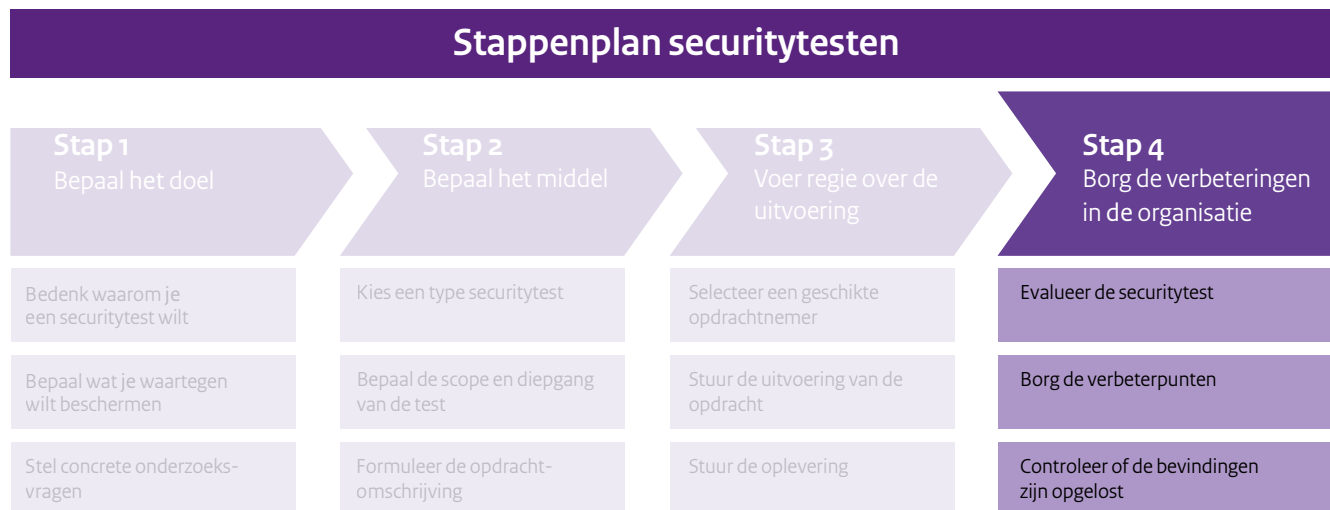 Stappenplan securitytesten
Stap 1
Bepaal het doel
Bedenk waarom je
een securitytest wilt
Bepaal wat je waartegen
wilt beschermen
Stel concrete onderzoeks-
vragen
Stap 2
Bepaal het middel
Kies een type securitytest
Bepaal de scope en diepgang
van de test
Formuleer de opdracht-
omschrijving
Stap 3
Voer regie over de
uitvoering
Selecteer een geschikte
opdrachtnemer
Stuur de uitvoering van de
opdracht
Stuur de oplevering
Stap 4
Borg de verbeteringen
in de organisatie
Evalueer de securitytest
Borg de verbeterpunten
Controleer of de bevindingen
zijn opgelost